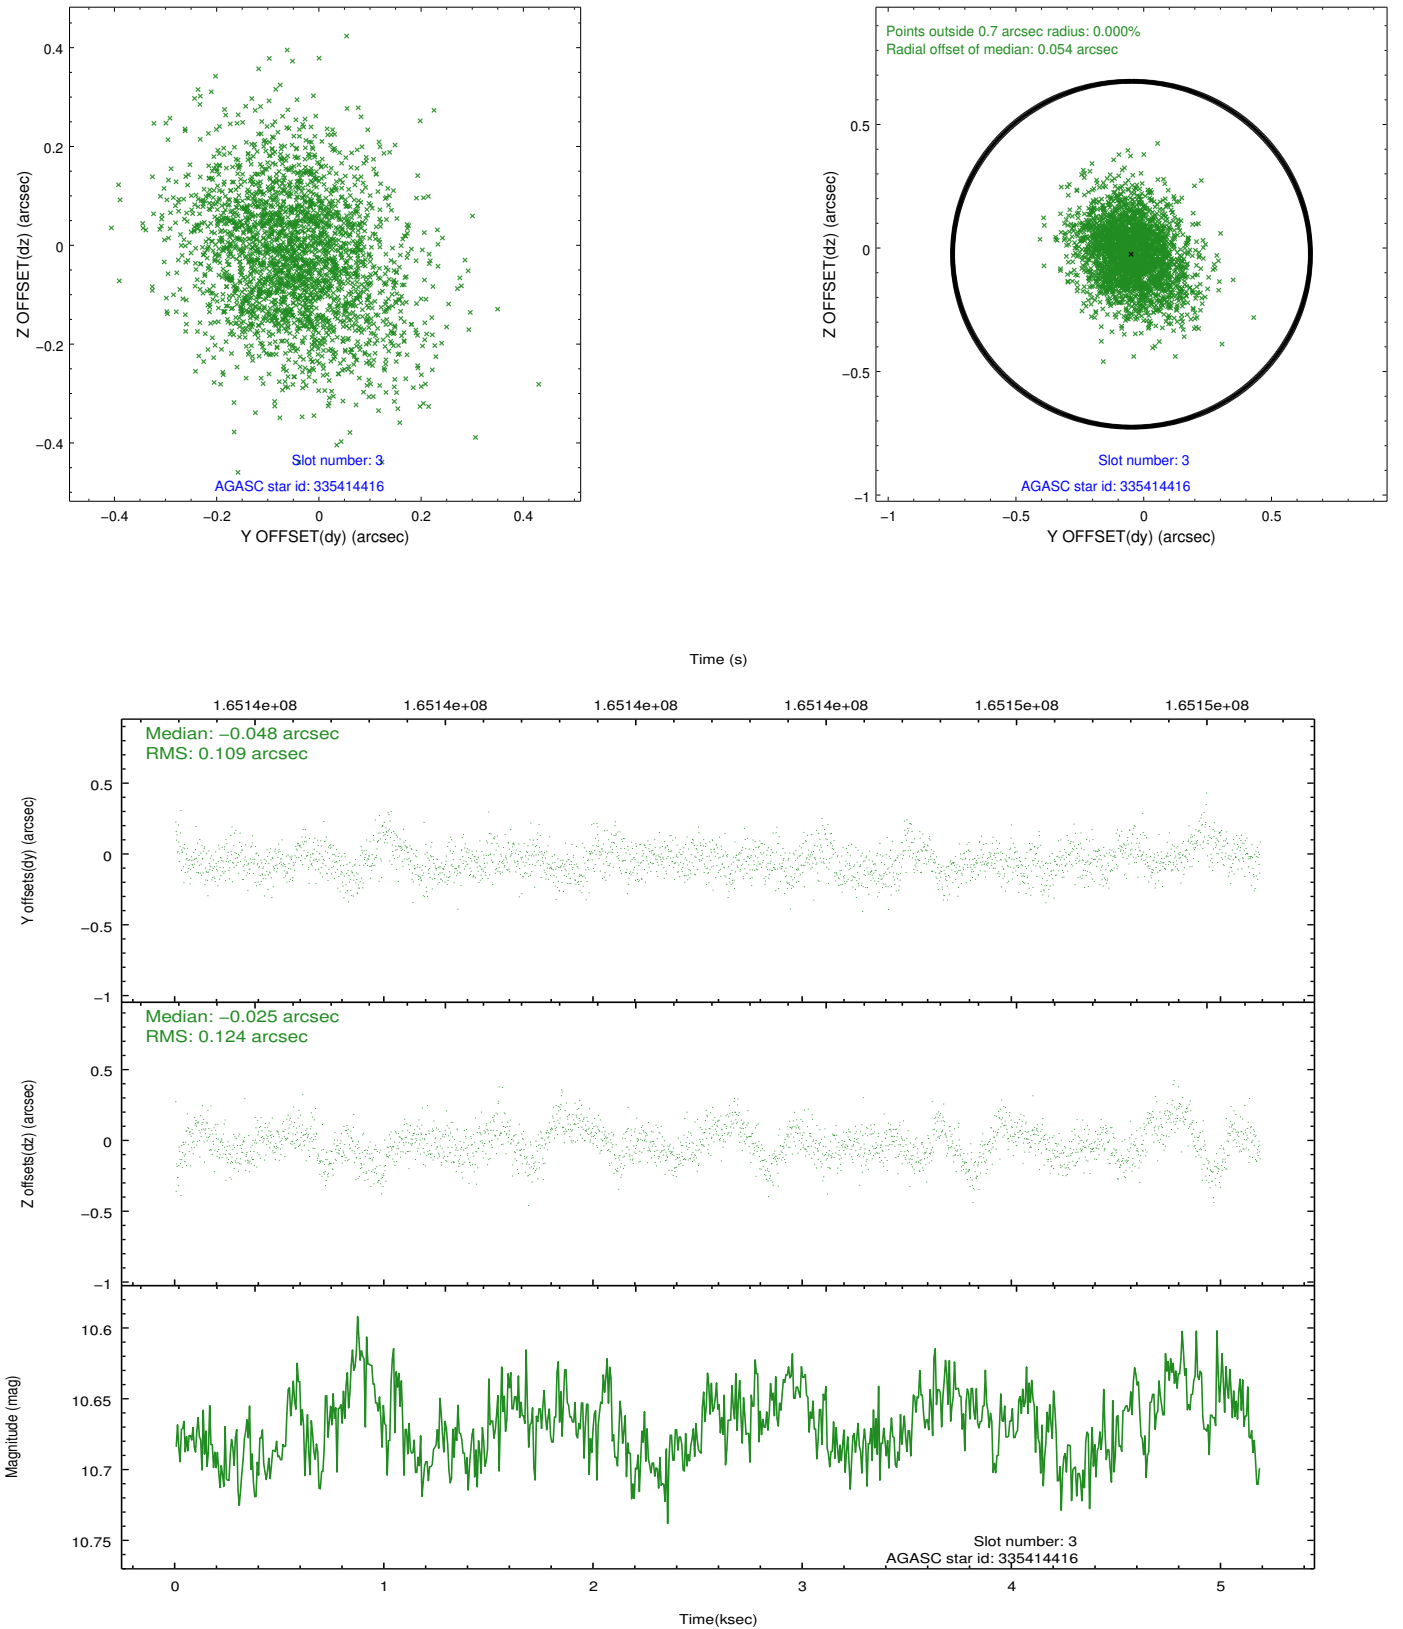 0.4
0.2
0
−0.2
−0.4
Z OFFSET(dz) (arcsec)
Slot number: 3
AGASC star id: 335414416
−0.4
−0.2
0
0.2
0.4
Y OFFSET(dy) (arcsec)
Points outside 0.7 arcsec radius: 0.000%
Radial offset of median: 0.054 arcsec
0.5
0
−0.5
−1
Z OFFSET(dz) (arcsec)
Slot number: 3
AGASC star id: 335414416
−1
−0.5
0
0.5
Y OFFSET(dy) (arcsec)
Time (s)
1.6514e+08
1.6514e+08
1.6514e+08
1.6514e+08
1.6515e+08
1.6515e+08
Median: −0.048 arcsec
RMS: 0.109 arcsec
0.5
0
−0.5
−1
Y offsets(dy) (arcsec)
Median: −0.025 arcsec
RMS: 0.124 arcsec
0.5
0
−0.5
−1
Z offsets(dz) (arcsec)
10.6
10.65
10.7
10.75
Magnitude (mag)
Slot number: 3
AGASC star id: 335414416
0
1
2
3
4
5
Time(ksec)